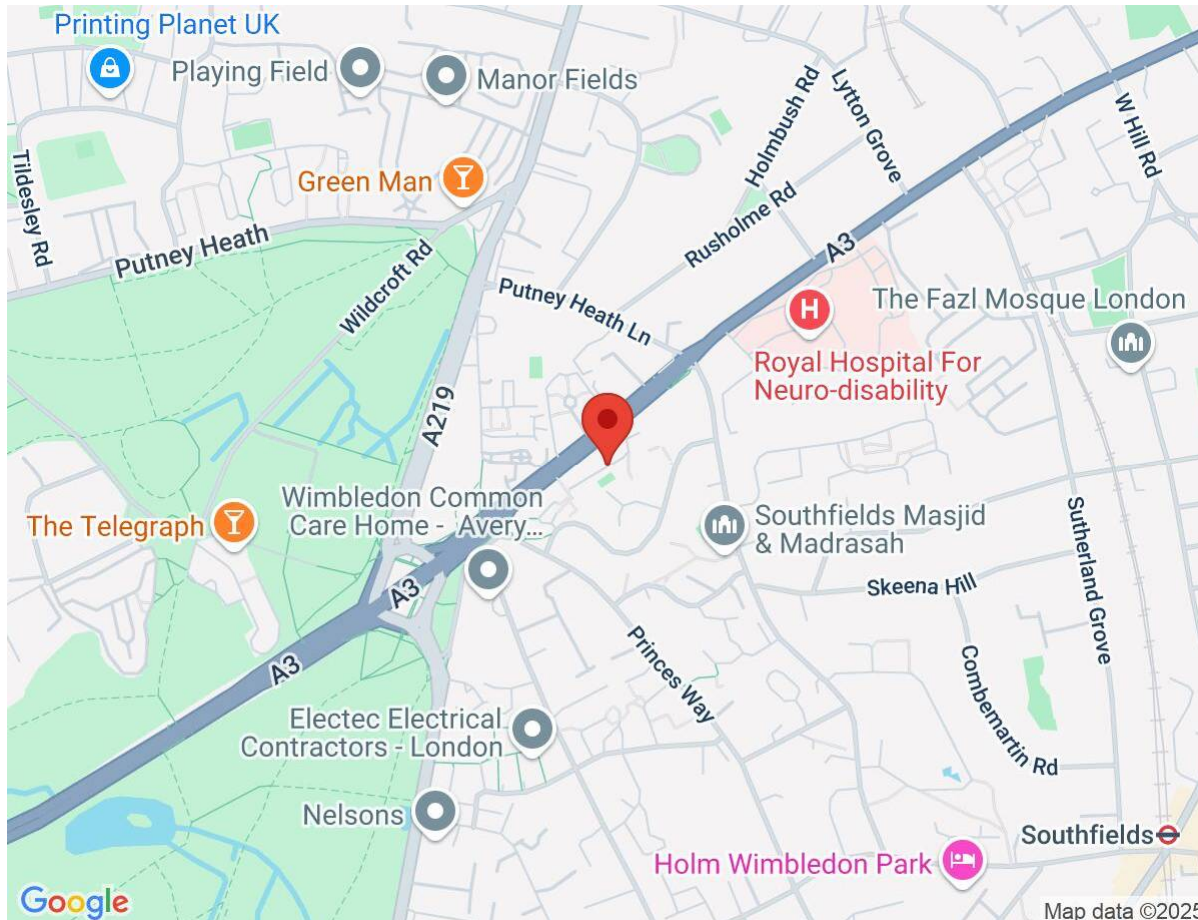 Printing Planet UK
Playing Field
Manor Fields
Holmbush Rd
Lytton Grove
W Hill Rd
Tildesley Rd
Green Man
Rusholme Rd
Putney Heath
Wildcroft Rd
A3
Putney Heath Ln
The Fazl Mosque London
H
Royal Hospital For
Neuro-disability
A219
Wimbledon Common
Care Home - Avery...
The Telegraph
Southfields Masjid
& Madrasah
Sutherland Grove
Skeena Hill
A3
A3
Princes Way
Combemartin Rd
Electec Electrical
Contractors - London
Nelsons
Southfields
Holm Wimbledon Park
Google
Map data ©2025